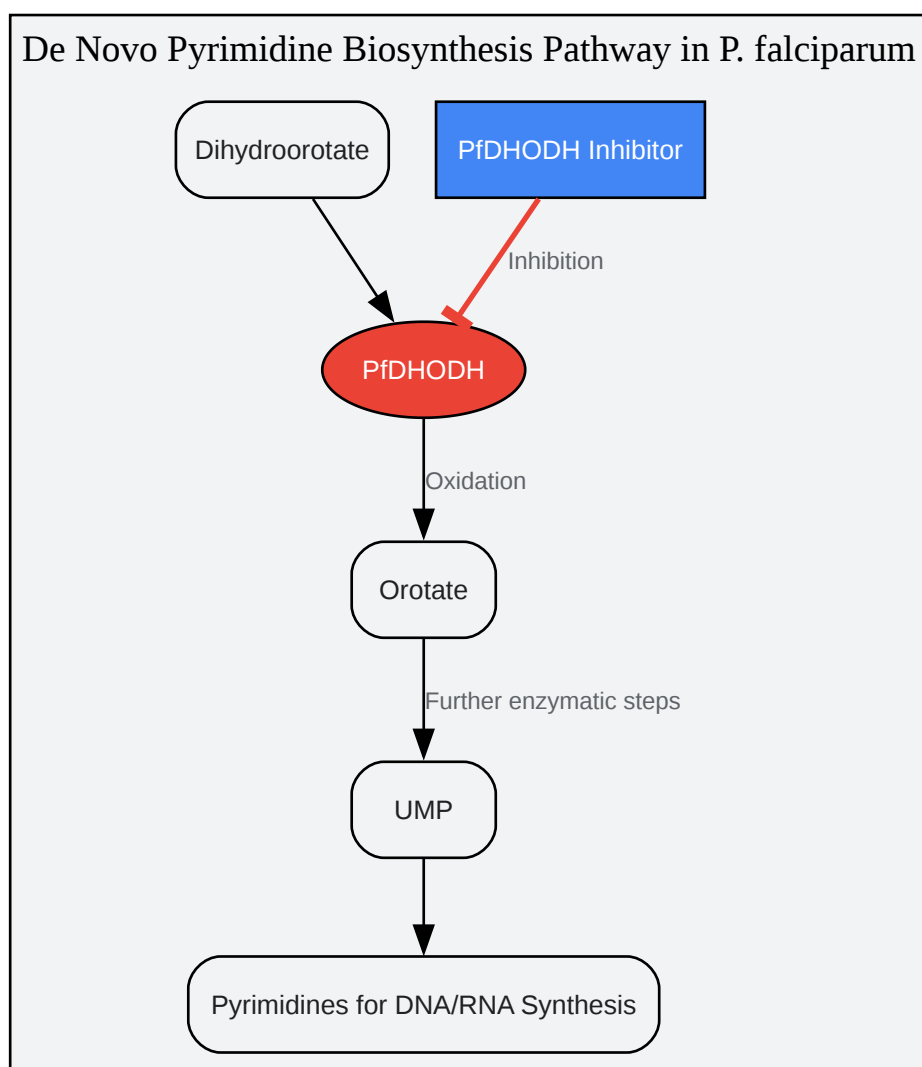 De Novo Pyrimidine Biosynthesis Pathway in P. falciparum
Dihydroorotate
PfDHODH Inhibitor
Inhibition
PfDHODH
Oxidation
Orotate
Further enzymatic steps
UMP
Pyrimidines for DNA/RNA Synthesis